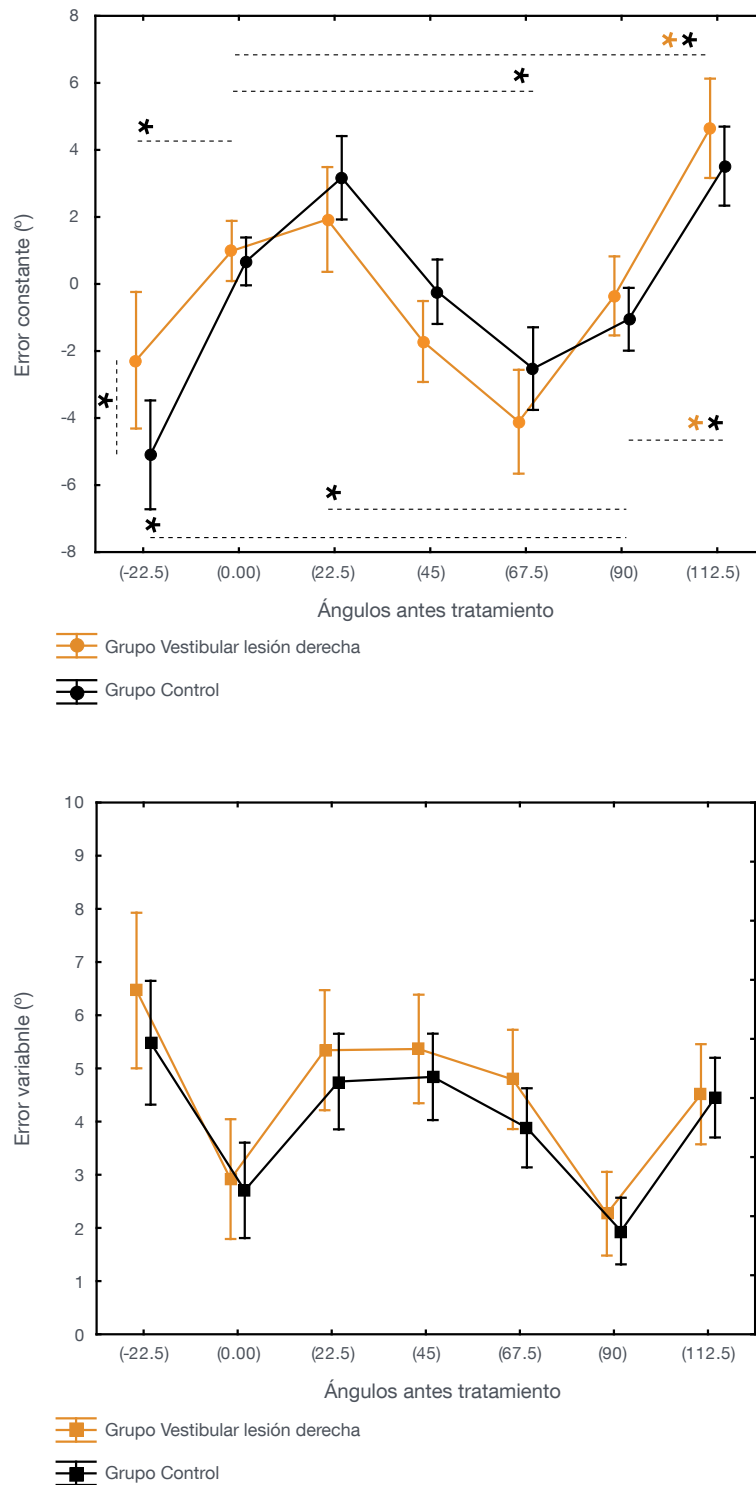 8
6
4
2
0
-2
-4
-6
-8
Error constante (º)
(-22.5) (0.00) (22.5) (45) (67.5) (90) (112.5)
Ángulos antes tratamiento
Grupo Vestibular lesión derecha
Grupo Control
10
9
8
7
6
5
4
3
2
1
0
Error variabnle (º)
(-22.5) (0.00) (22.5) (45) (67.5) (90) (112.5)
Ángulos antes tratamiento
Grupo Vestibular lesión derecha
Grupo Control